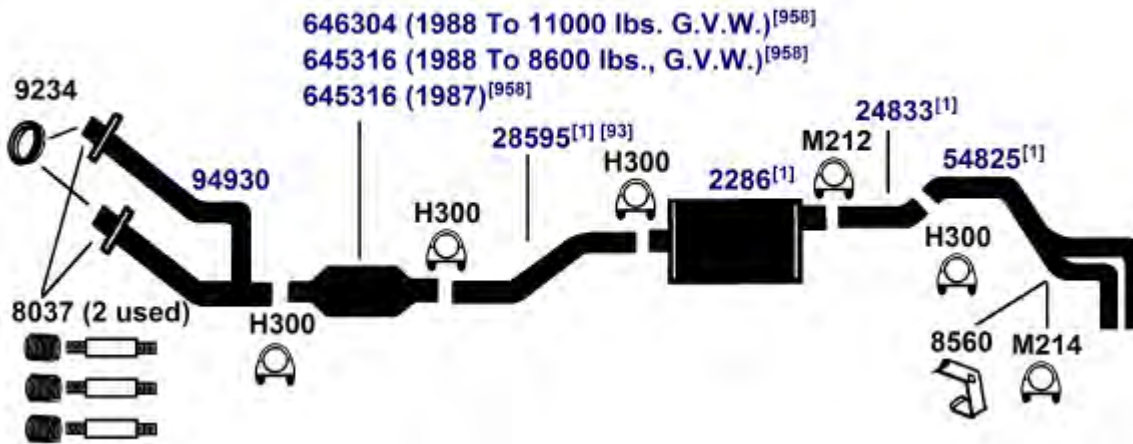 646304 (1988 To 11000 lbs. G.V.W.)[958]
645316 (1988 To 8600 lbs., G.V.W.)[958]
645316 (1987)[958]
9234
94930
28595[1] [93]
H300
M212
24833[1]
54825[1]
2286[1]
H300
H300
8037 (2 used)
H300
8560
M214